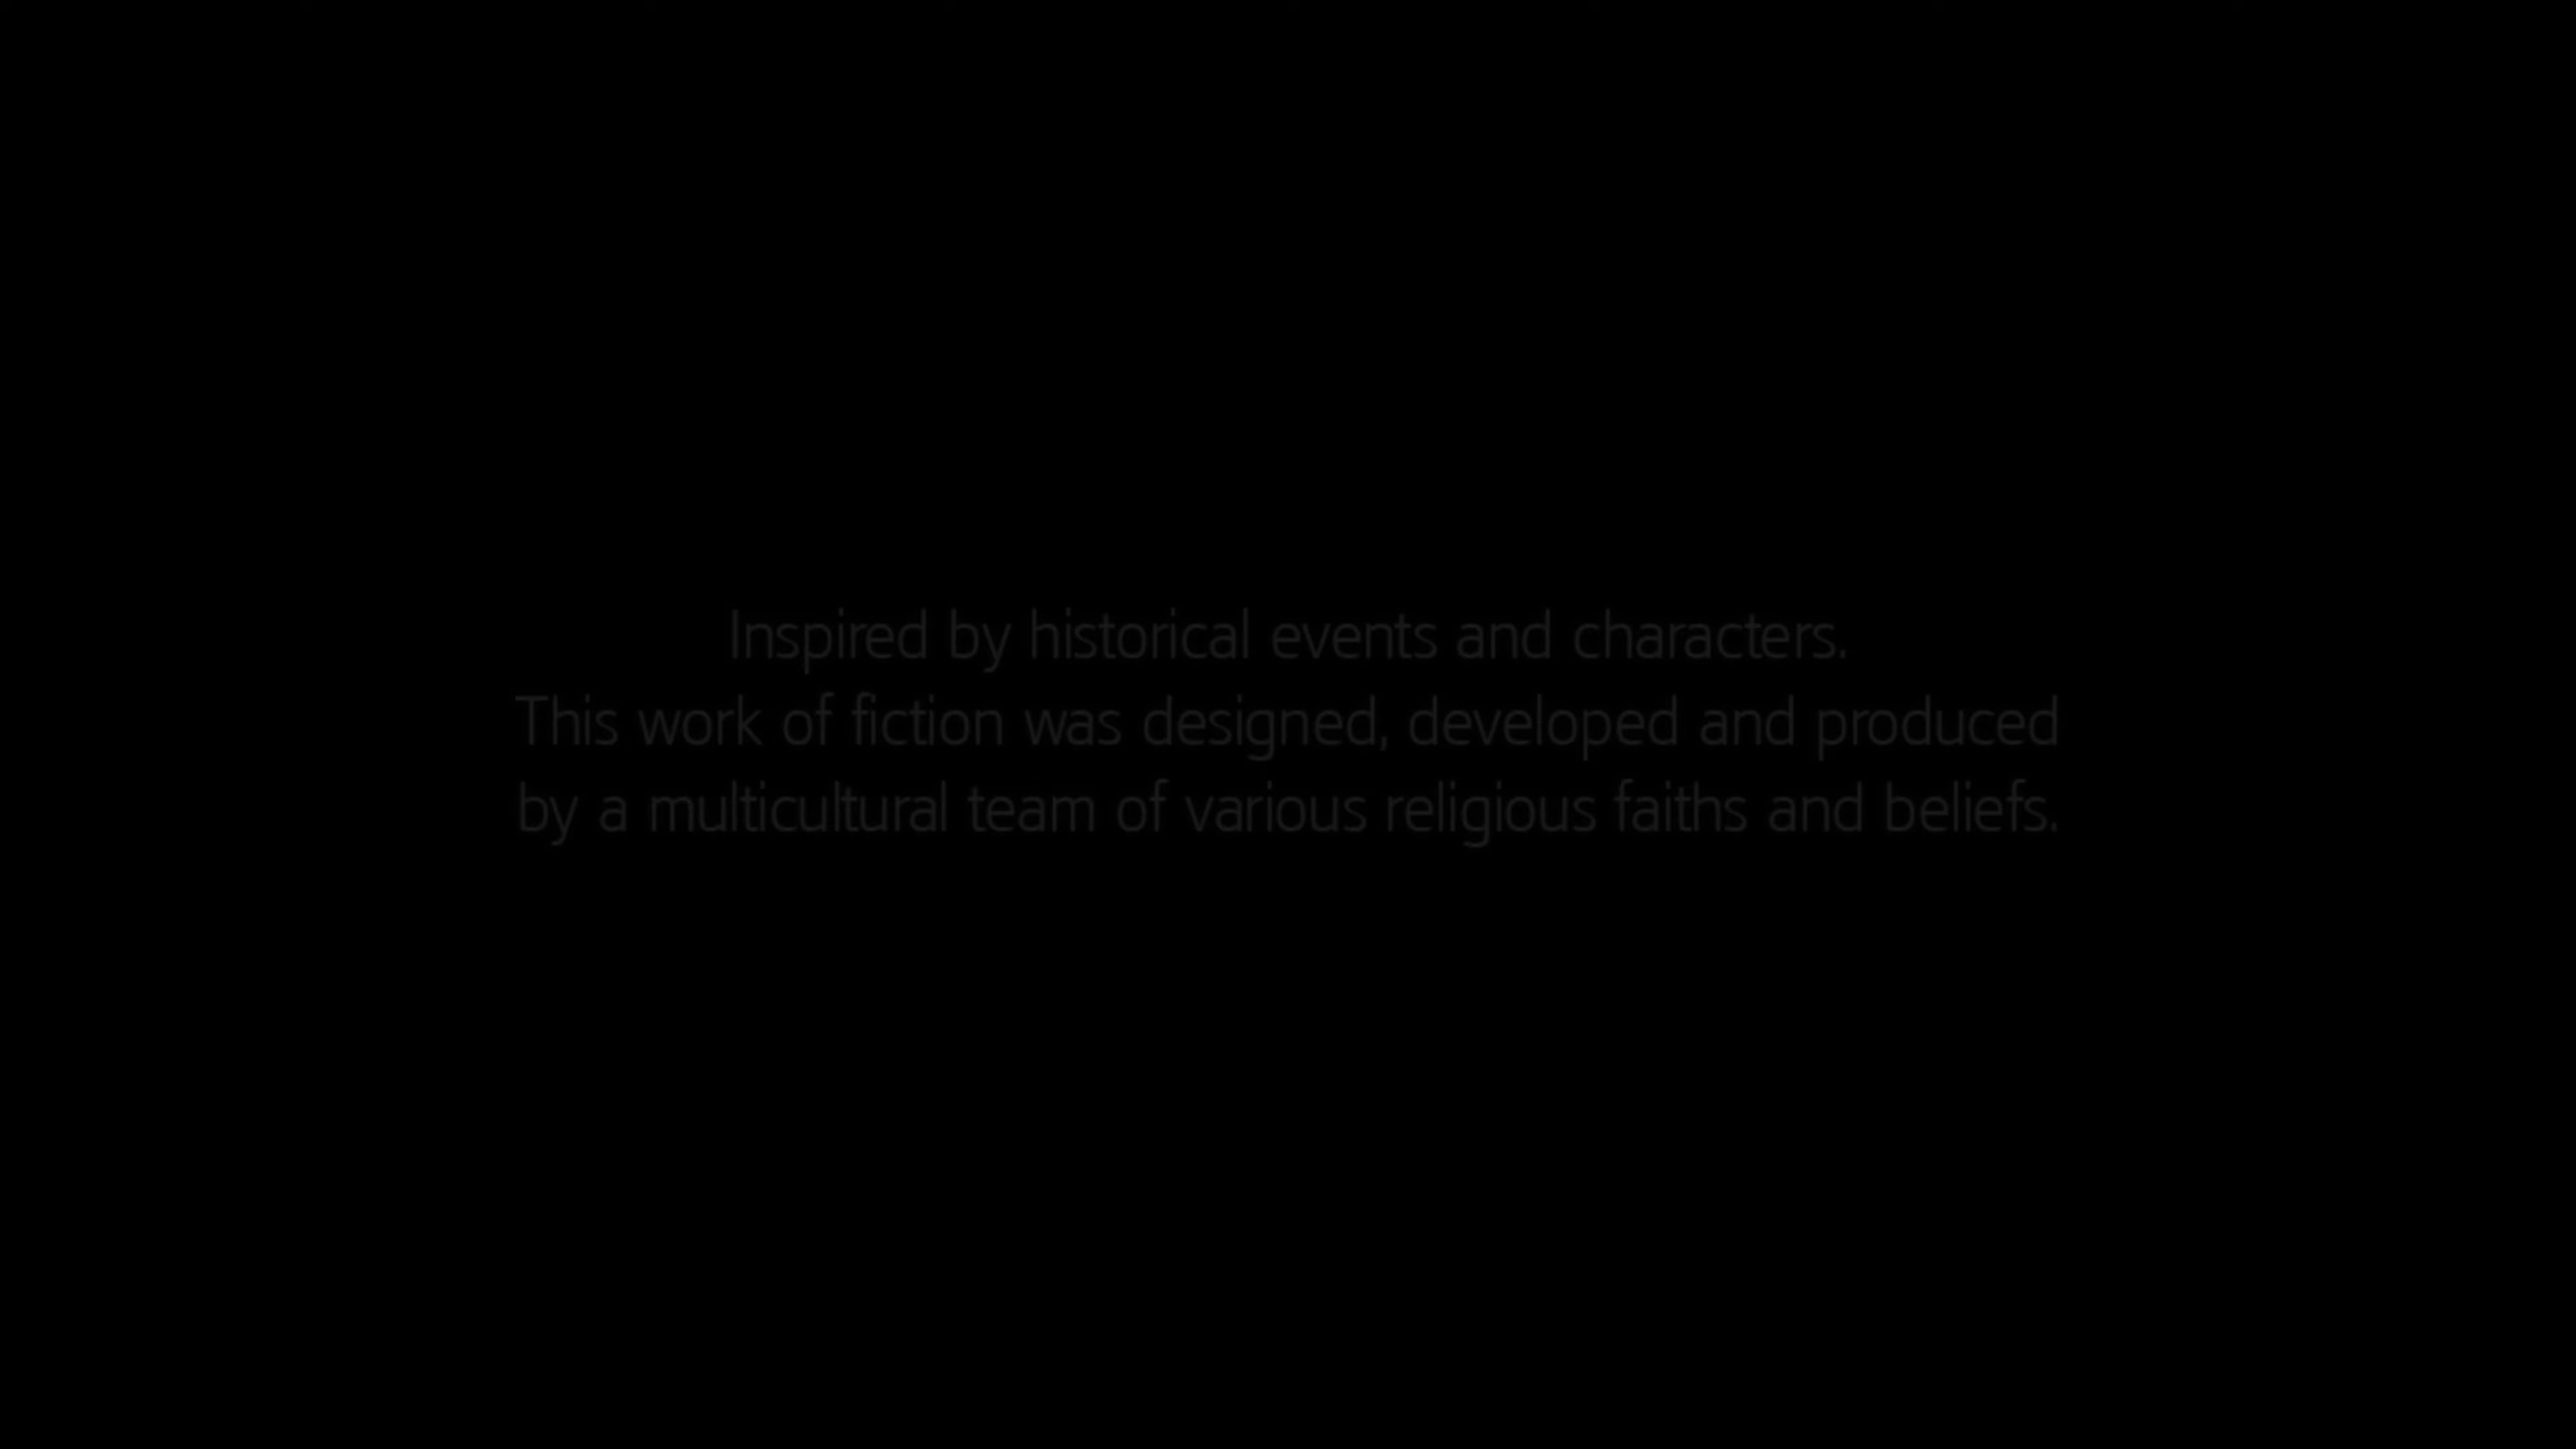 Inspired by historical events and characters.
This work of fiction was designed, developed and produced
by a multicultural team of various religious faiths and beliefs.